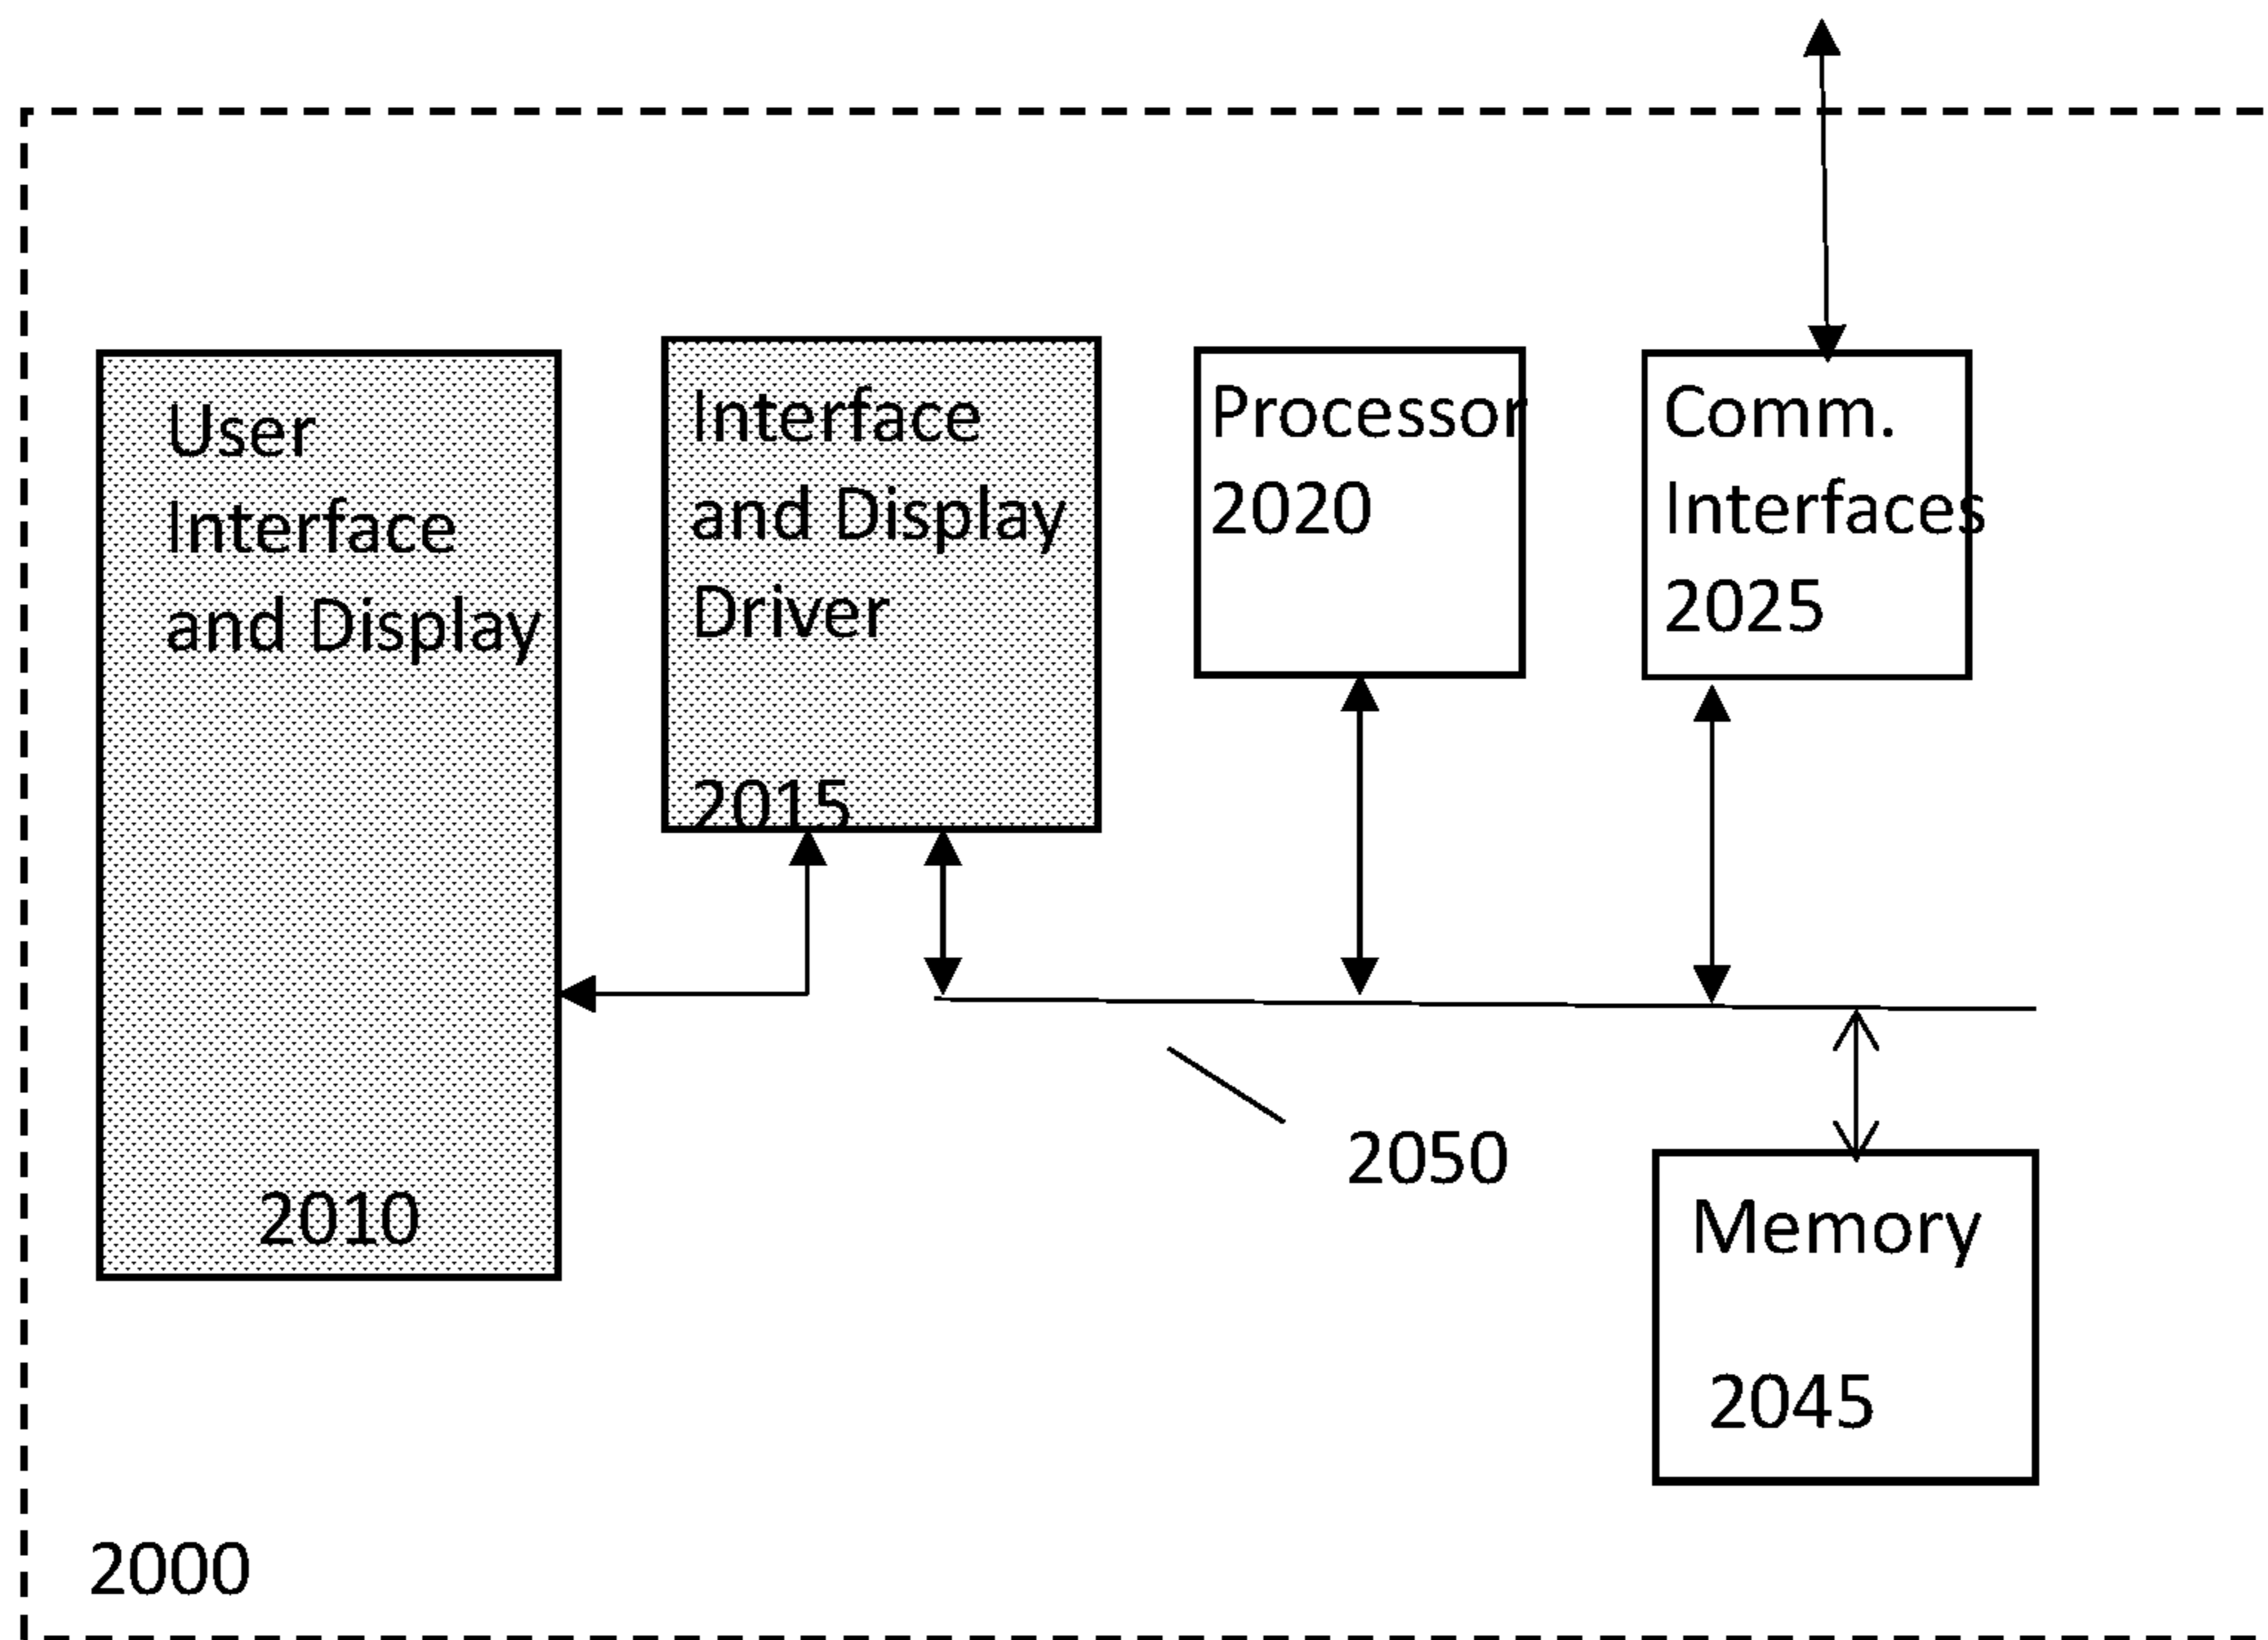 User
Interface
and Display
2010
Interface
and Display
Driver
2015
Processor
2020
Comm.
Interfaces
2025
2050
Memory
2045
2000